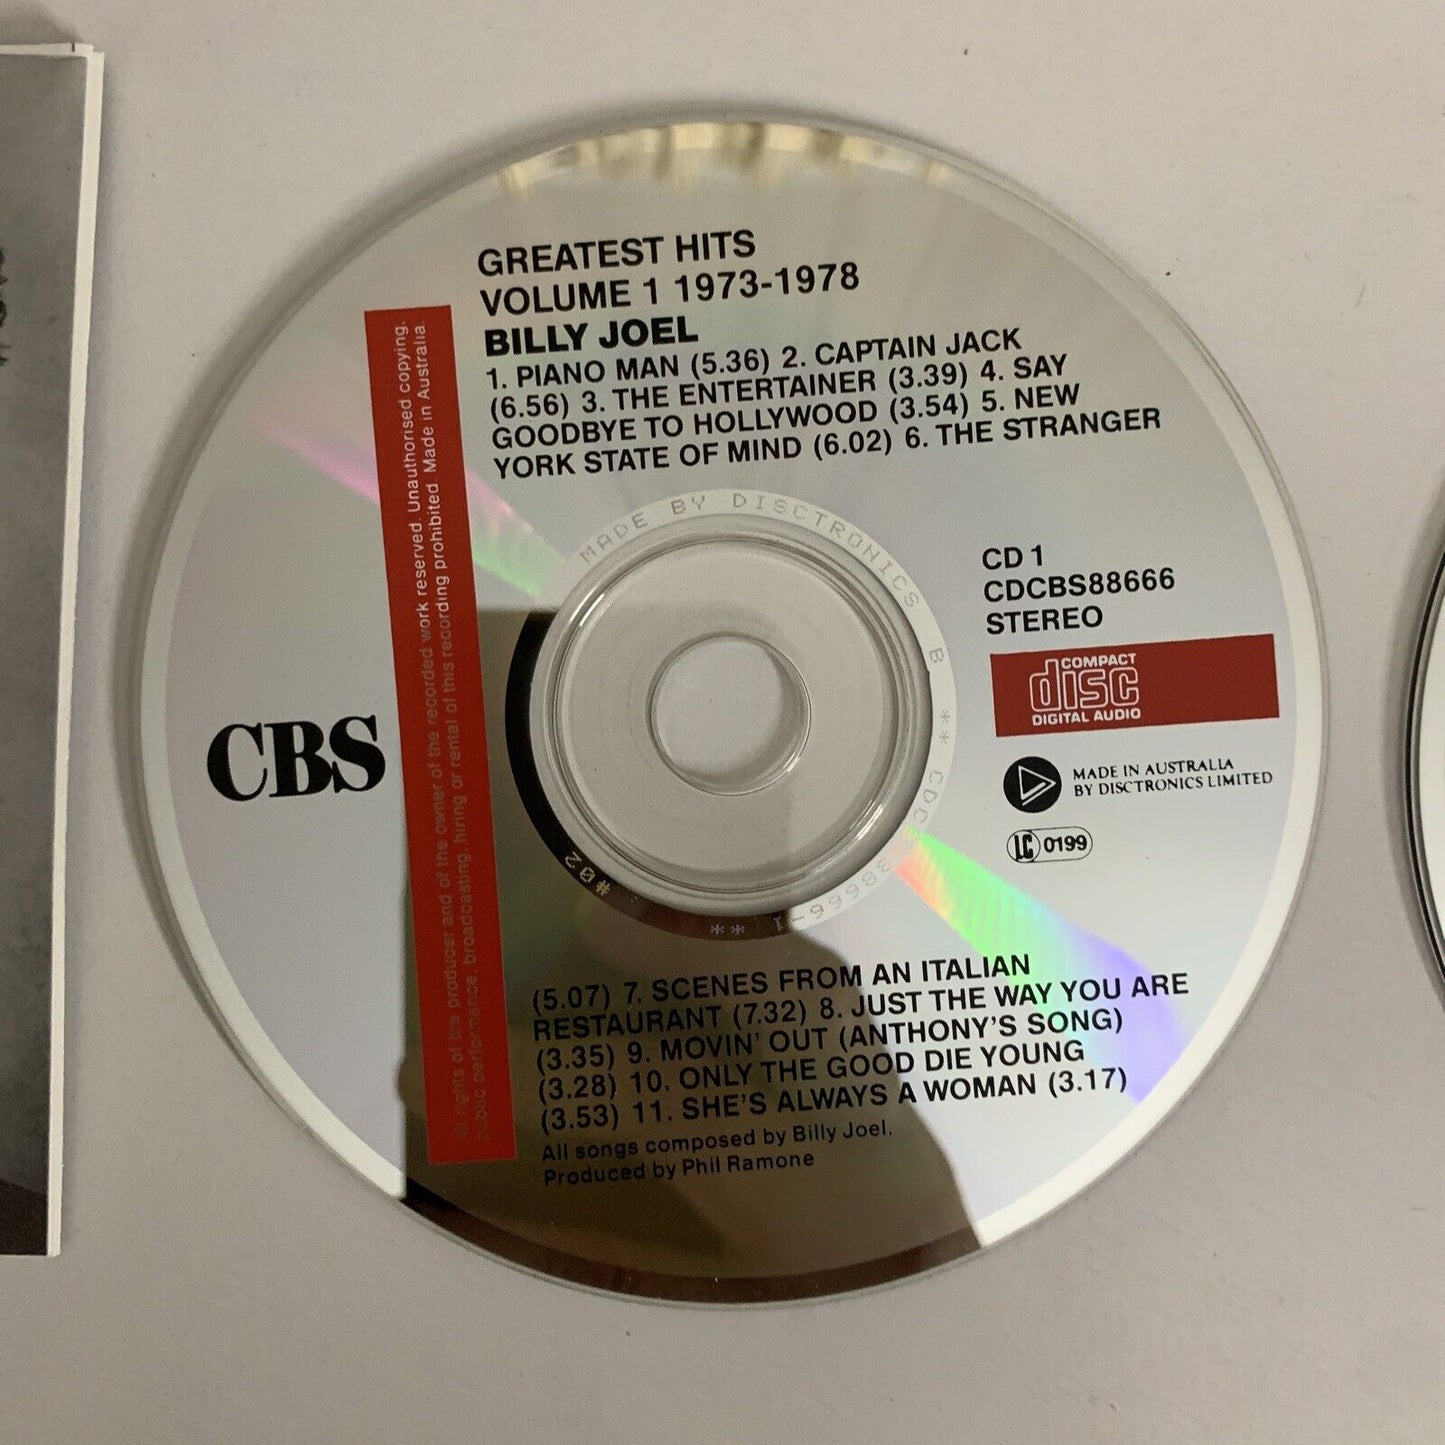 GREATEST HITS
VOLUME 1 1973-1978
BILLY JOEL
1. PIANO MAN (5.36) 2. CAPTAIN JACK
(6.56) 3. THE ENTERTAINER (3.39) 4. SAY
GOODBYE TO HOLLYWOOD (3.54) 5. NEW
YORK STATE OF MIND (6.02) 6. THE STRANGER
All rights of the producer and of the owner of the recorded work reserved. Unauthorised copying,
public performance, broadcasting, hiring or rental of this recording prohibited. Made in Australia.
MADE BY DISCTRONICS B ** CDCBS88666-1 ** #02
CD 1
CDCBS88666
STEREO
COMPACT
disc
DIGITAL AUDIO
CBS
MADE IN AUSTRALIA
BY DISCTRONICS LIMITED
LC 0199
(5.07) 7. SCENES FROM AN ITALIAN
RESTAURANT (7.32) 8. JUST THE WAY YOU ARE
(3.35) 9. MOVIN' OUT (ANTHONY'S SONG)
(3.28) 10. ONLY THE GOOD DIE YOUNG
(3.53) 11. SHE'S ALWAYS A WOMAN (3.17)
All songs composed by Billy Joel.
Produced by Phil Ramone